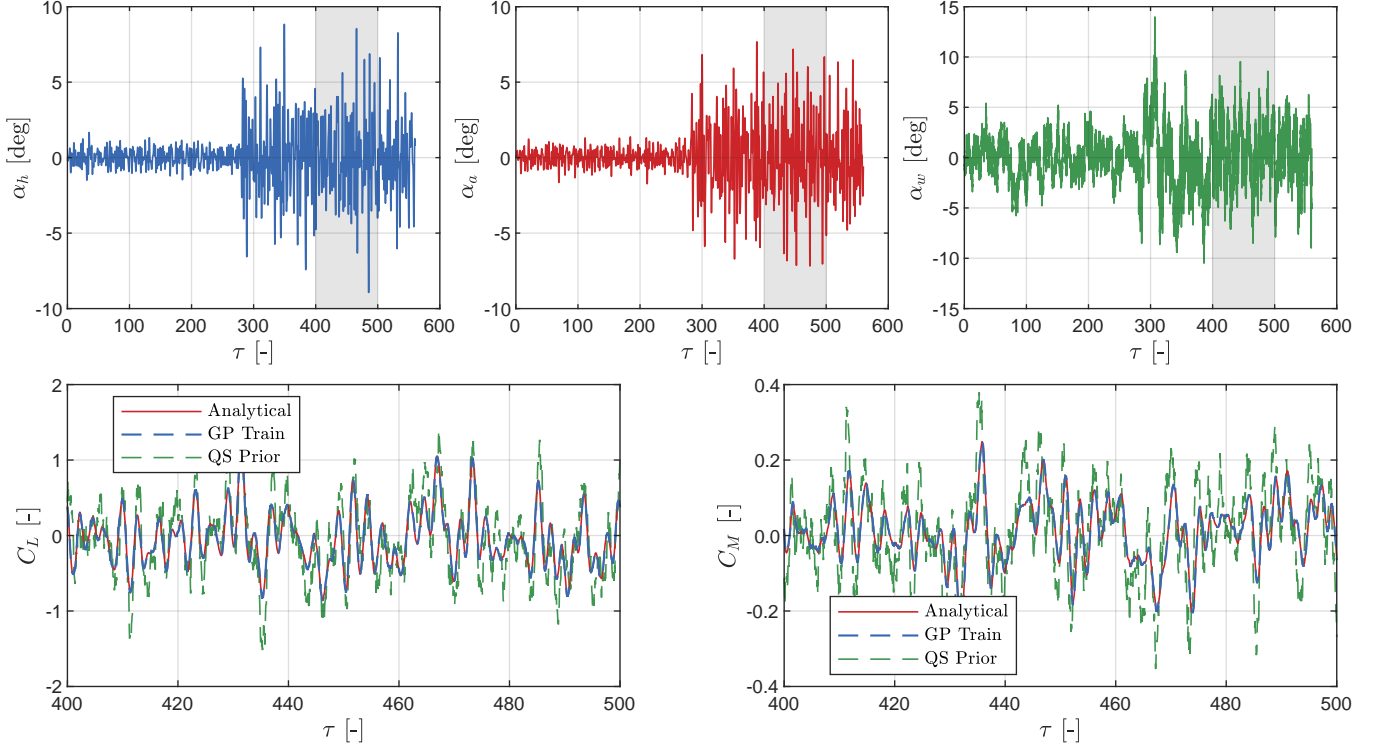 10
5
0
-5
-10
α_h [deg]
0 100 200 300 400 500 600
τ [-]
10
5
0
-5
-10
α_a [deg]
0 100 200 300 400 500 600
τ [-]
15
10
5
0
-5
-10
-15
α_w [deg]
0 100 200 300 400 500 600
τ [-]
2
1
0
-1
-2
C_L [-]
Analytical
GP Train
QS Prior
400 420 440 460 480 500
τ [-]
0.4
0.2
0.0
-0.2
-0.4
C_M [-]
Analytical
GP Train
QS Prior
400 420 440 460 480 500
τ [-]